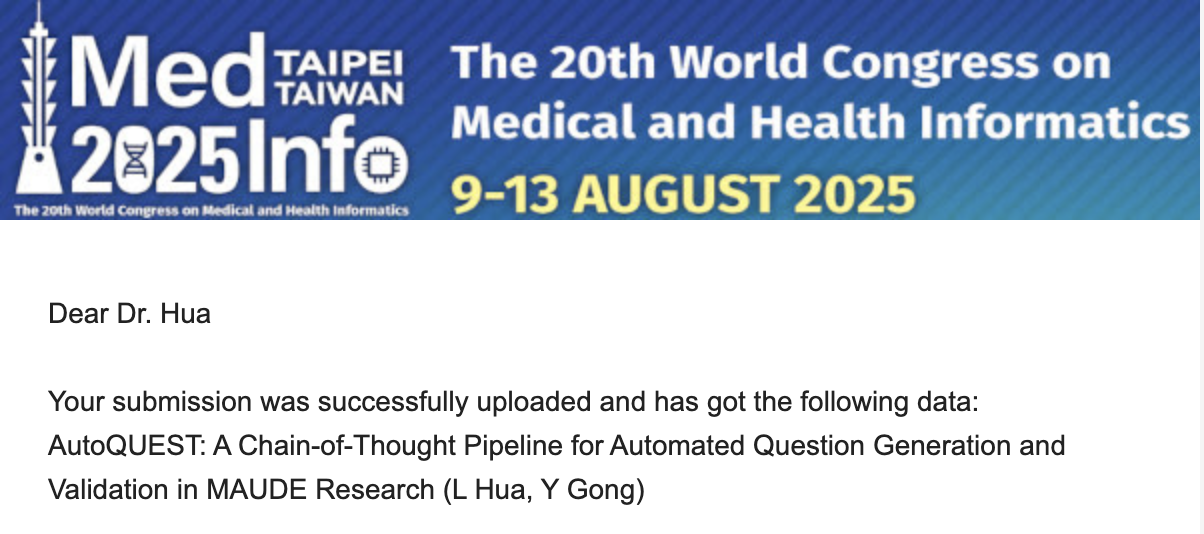 Med TAIPEI TAIWAN
2025 Info
The 20th World Congress on Medical and Health Informatics
The 20th World Congress on
Medical and Health Informatics
9-13 AUGUST 2025
Dear Dr. Hua
Your submission was successfully uploaded and has got the following data:
AutoQUEST: A Chain-of-Thought Pipeline for Automated Question Generation and
Validation in MAUDE Research (L Hua, Y Gong)